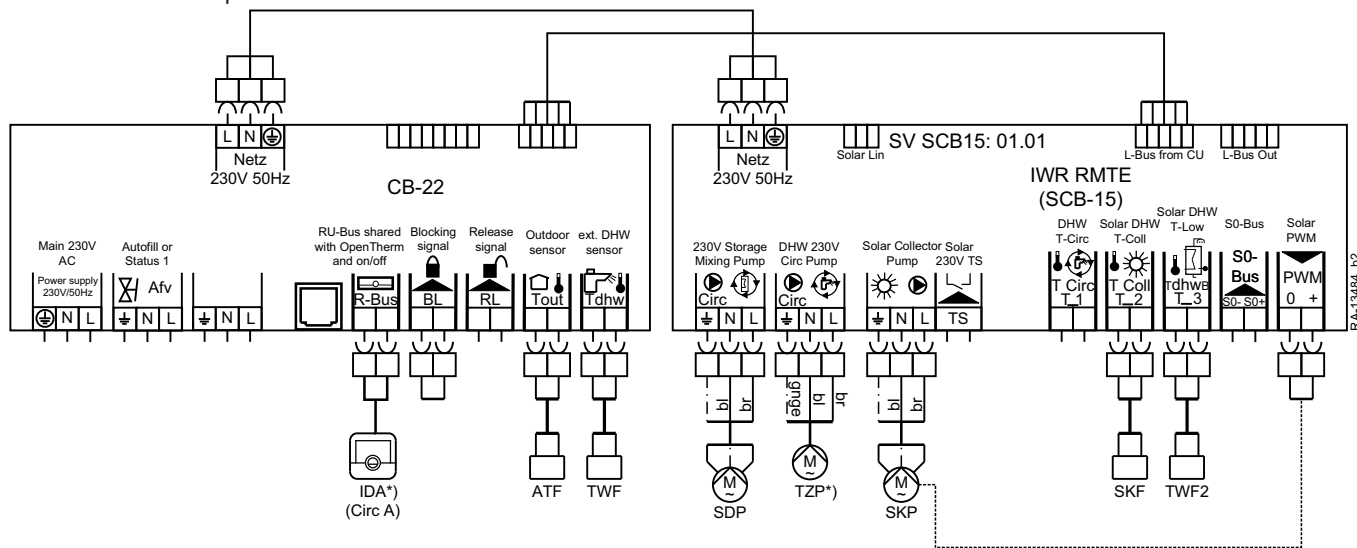 L N
Netz
230V 50Hz
CB-22
Main 230V
AC
Power supply
230V/50Hz
N L
Autofill or
Status 1
Afv
N L
N L
RU-Bus shared
with OpenTherm
and on/off
R-Bus
Blocking
signal
BL
Release
signal
RL
Outdoor
sensor
Tout
ext. DHW
sensor
Tdhw
IDA*)
(Circ A)
ATF
TWF
L N
Netz
230V 50Hz
Solar Lin
SV SCB15: 01.01
L-Bus from CU
L-Bus Out
IWR RMTE
(SCB-15)
230V Storage
Mixing Pump
Circ
N L
DHW 230V
Circ Pump
Circ
N L
Solar Collector
Pump
N L
Solar
230V TS
TS
DHW
T-Circ
T_Circ
T_1
Solar DHW
T-Coll
T_Coll
T_2
Solar DHW
T-Low
TdhwB
T_3
S0-Bus
S0-
Bus
S0- S0+
Solar
PWM
PWM
0 +
RA-13484_b2
bl
br
gnge
bl
br
bl
br
M
~
SDP
M
~
TZP*)
M
~
SKP
SKF
TWF2